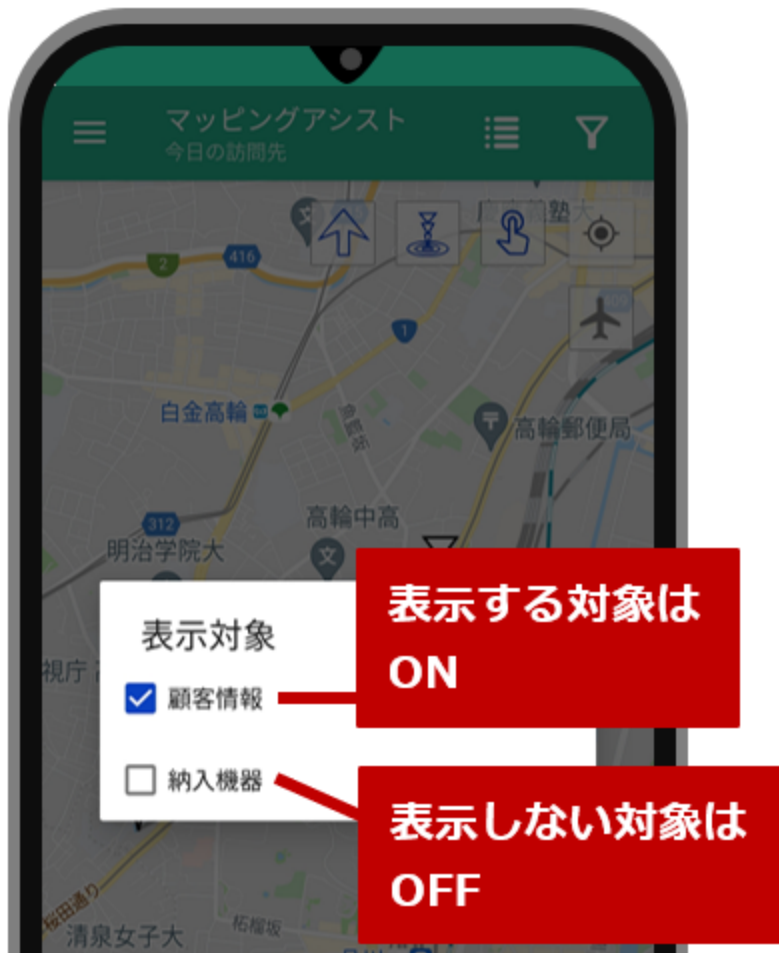 マッピングアシスト
今日の訪問先
塾大
2
416
1
白金高輪
魚籃坂
高輪郵便局
312
高輪中高
明治学院大
文
表示する対象は
ON
表示対象
視庁
顧客情報
納入機器
表示しない対象は
OFF
桜田通り
柘榴坂
清泉女子大